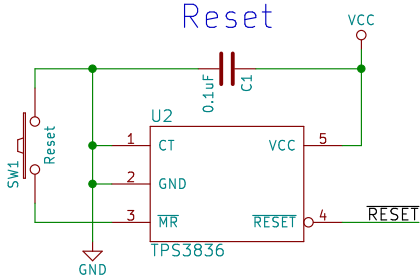 Reset
VCC
0.1uF
C1
U2
SW1
Reset
1 CT
VCC 5
2 GND
3 MR
RESET 4
RESET
TPS3836
GND